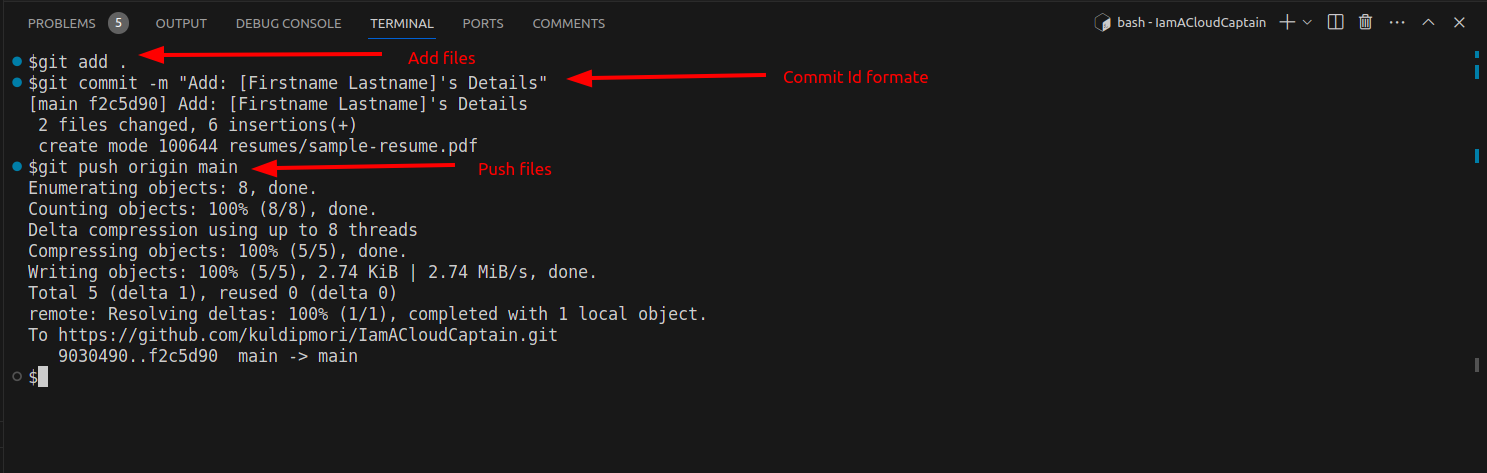 PROBLEMS 5 OUTPUT DEBUG CONSOLE TERMINAL PORTS COMMENTS bash - IamACloudCaptain
$git add . Add files
$git commit -m "Add: [Firstname Lastname]'s Details" Commit Id formate
[main f2c5d90] Add: [Firstname Lastname]'s Details
2 files changed, 6 insertions(+)
create mode 100644 resumes/sample-resume.pdf
$git push origin main Push files
Enumerating objects: 8, done.
Counting objects: 100% (8/8), done.
Delta compression using up to 8 threads
Compressing objects: 100% (5/5), done.
Writing objects: 100% (5/5), 2.74 KiB | 2.74 MiB/s, done.
Total 5 (delta 1), reused 0 (delta 0)
remote: Resolving deltas: 100% (1/1), completed with 1 local object.
To https://github.com/kuldipmori/IamACloudCaptain.git
9030490..f2c5d90 main -> main
$